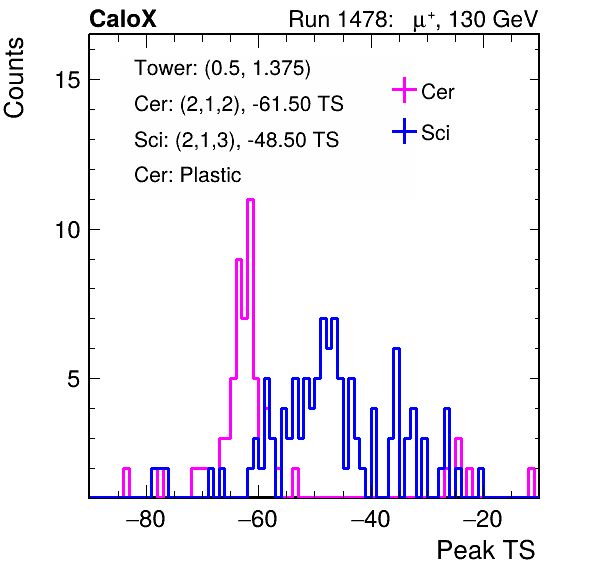 CaloX Run 1478: μ⁺, 130 GeV
Counts
Tower: (0.5, 1.375)
Cer: (2,1,2), -61.50 TS
Sci: (2,1,3), -48.50 TS
Cer: Plastic
Cer
Sci
15
10
5
−80 −60 −40 −20
Peak TS